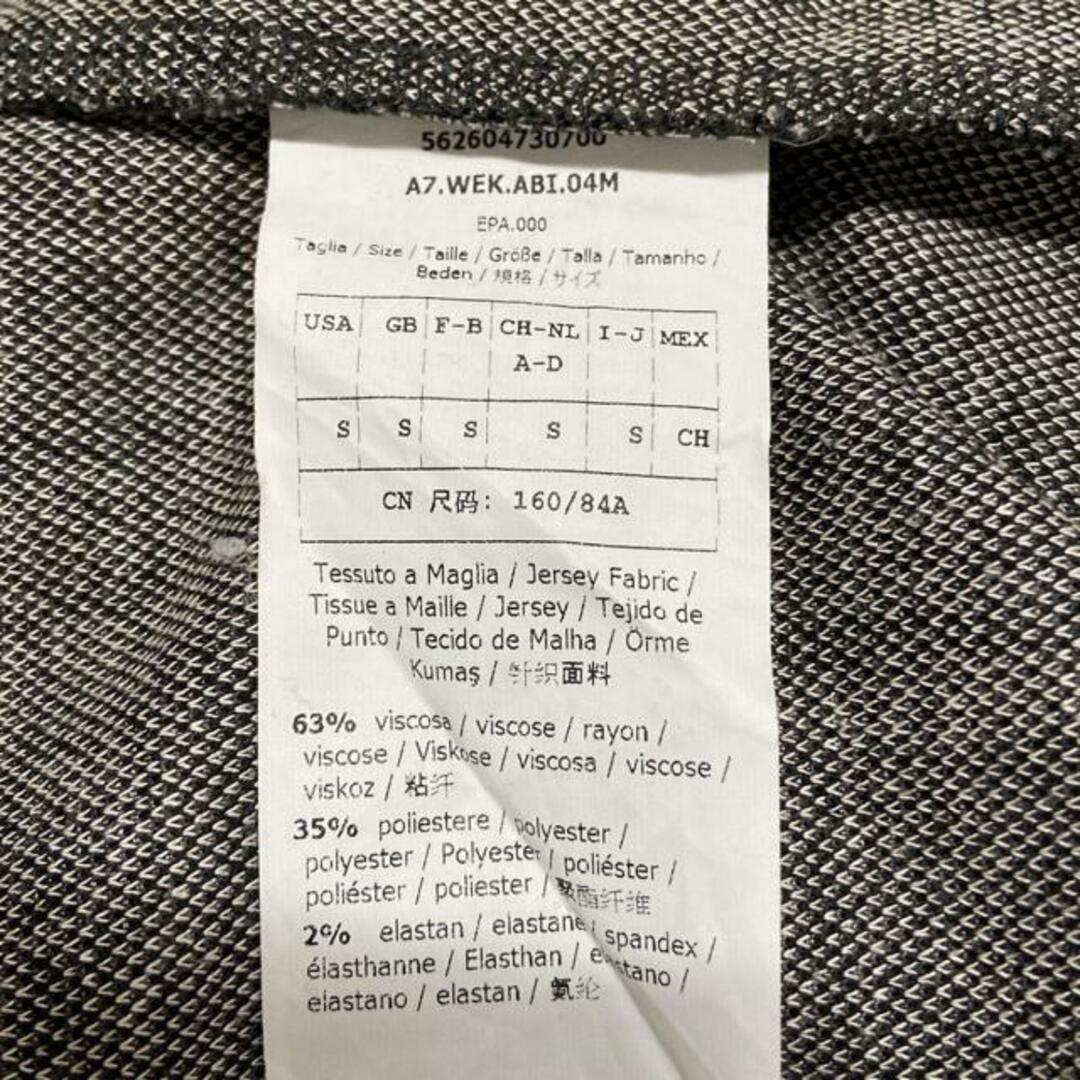 562604730700
A7.WEK.ABI.04M
EPA.000
Taglia / Size / Taille / Größe / Talla / Tamanho /
Beden / 規格 / サイズ
USA GB F-B CH-NL A-D I-J MEX
S S S S S CH
CN 尺码: 160/84A
Tessuto a Maglia / Jersey Fabric /
Tissue a Maille / Jersey / Tejido de
Punto / Tecido de Malha / Örme
Kumaş / 针织面料
63% viscosa / viscose / rayon /
viscose / Viskose / viscosa / viscose /
viskoz / 粘纤
35% poliestere / polyester /
polyester / Polyester / poliéster /
poliéster / poliester / 聚酯纤维
2% elastan / elastane / spandex /
élasthanne / Elasthan / elastano /
elastano / elastan / 氨纶